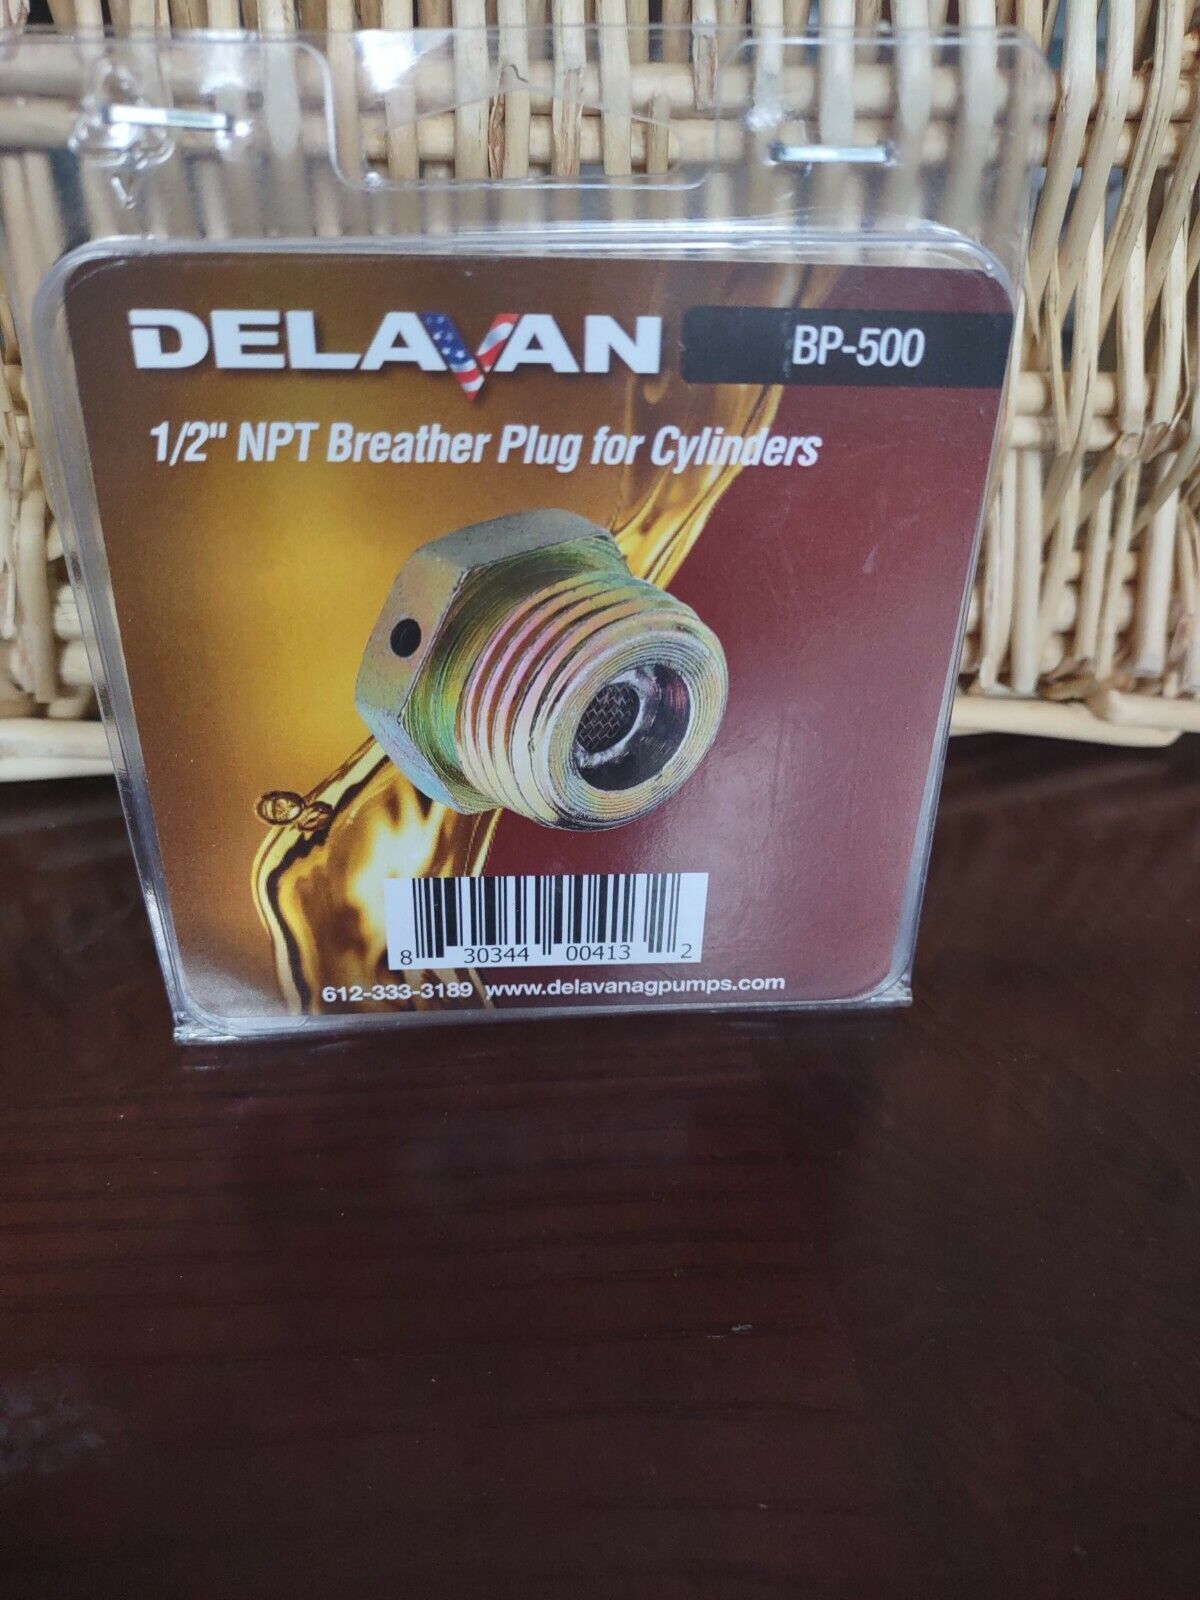 DELAVAN BP-500
1/2" NPT Breather Plug for Cylinders
8 30344 00413 2
612-333-3189 www.delavanagpumps.com